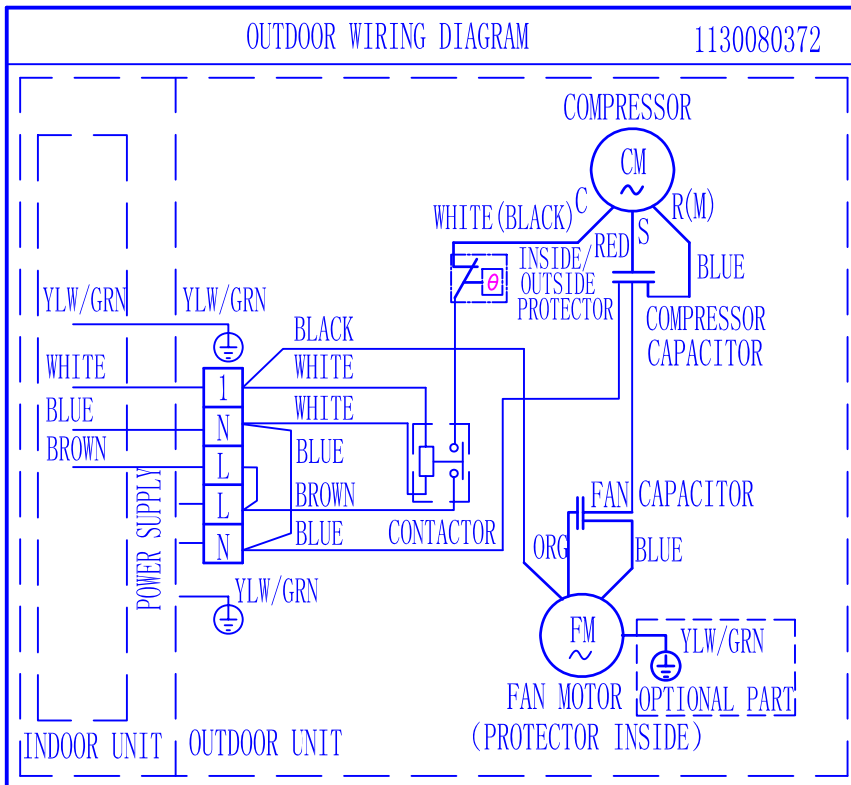 OUTDOOR WIRING DIAGRAM
1130080372
COMPRESSOR
CM
C
R(M)
WHITE(BLACK)
RED
S
INSIDE/
OUTSIDE
PROTECTOR
θ
BLUE
COMPRESSOR
CAPACITOR
YLW/GRN
YLW/GRN
BLACK
WHITE
WHITE
1
BLUE
WHITE
N
BROWN
BLUE
L
POWER SUPPLY
BROWN
L
CONTACTOR
BLUE
N
FAN CAPACITOR
ORG
BLUE
YLW/GRN
FM
YLW/GRN
FAN MOTOR
(PROTECTOR INSIDE)
OPTIONAL PART
INDOOR UNIT
OUTDOOR UNIT